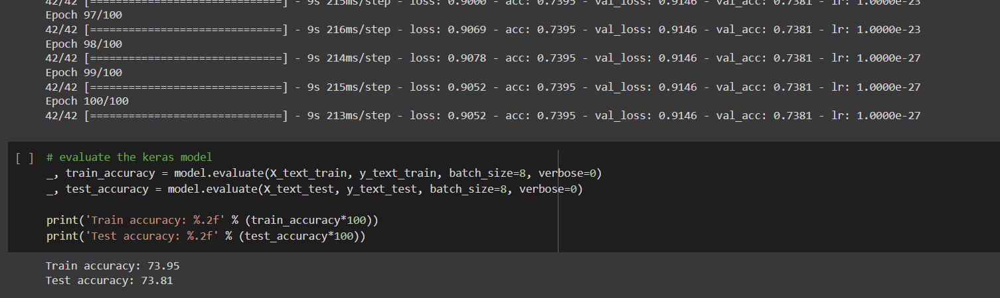 42/42 [==============================] - 9s 215ms/step - loss: 0.9000 - acc: 0.7395 - val_loss: 0.9146 - val_acc: 0.7381 - lr: 1.0000e-23
Epoch 97/100
42/42 [==============================] - 9s 216ms/step - loss: 0.9069 - acc: 0.7395 - val_loss: 0.9146 - val_acc: 0.7381 - lr: 1.0000e-23
Epoch 98/100
42/42 [==============================] - 9s 214ms/step - loss: 0.9078 - acc: 0.7395 - val_loss: 0.9146 - val_acc: 0.7381 - lr: 1.0000e-27
Epoch 99/100
42/42 [==============================] - 9s 215ms/step - loss: 0.9052 - acc: 0.7395 - val_loss: 0.9146 - val_acc: 0.7381 - lr: 1.0000e-27
Epoch 100/100
42/42 [==============================] - 9s 213ms/step - loss: 0.9052 - acc: 0.7395 - val_loss: 0.9146 - val_acc: 0.7381 - lr: 1.0000e-27
[ ] # evaluate the keras model
_, train_accuracy = model.evaluate(X_text_train, y_text_train, batch_size=8, verbose=0)
_, test_accuracy = model.evaluate(X_text_test, y_text_test, batch_size=8, verbose=0)
print('Train accuracy: %.2f' % (train_accuracy*100))
print('Test accuracy: %.2f' % (test_accuracy*100))
Train accuracy: 73.95
Test accuracy: 73.81